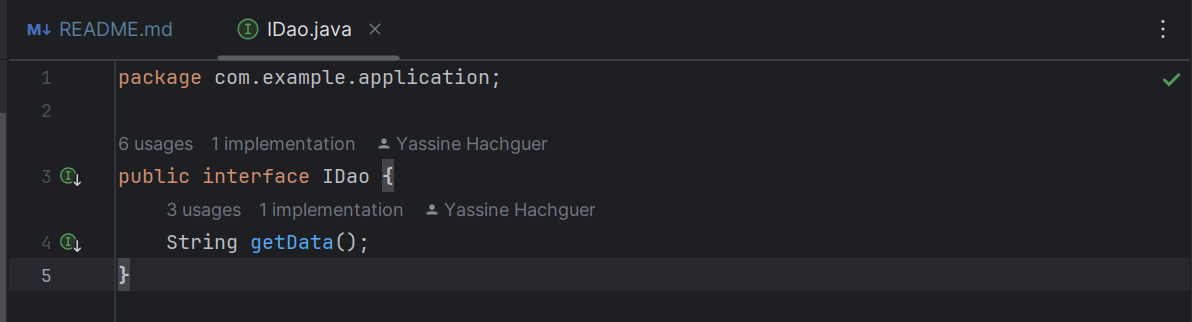 M↓ README.md
I IDao.java ×
1 package com.example.application;
2
6 usages 1 implementation Yassine Hachguer
3 public interface IDao {
3 usages 1 implementation Yassine Hachguer
4 String getData();
5 }